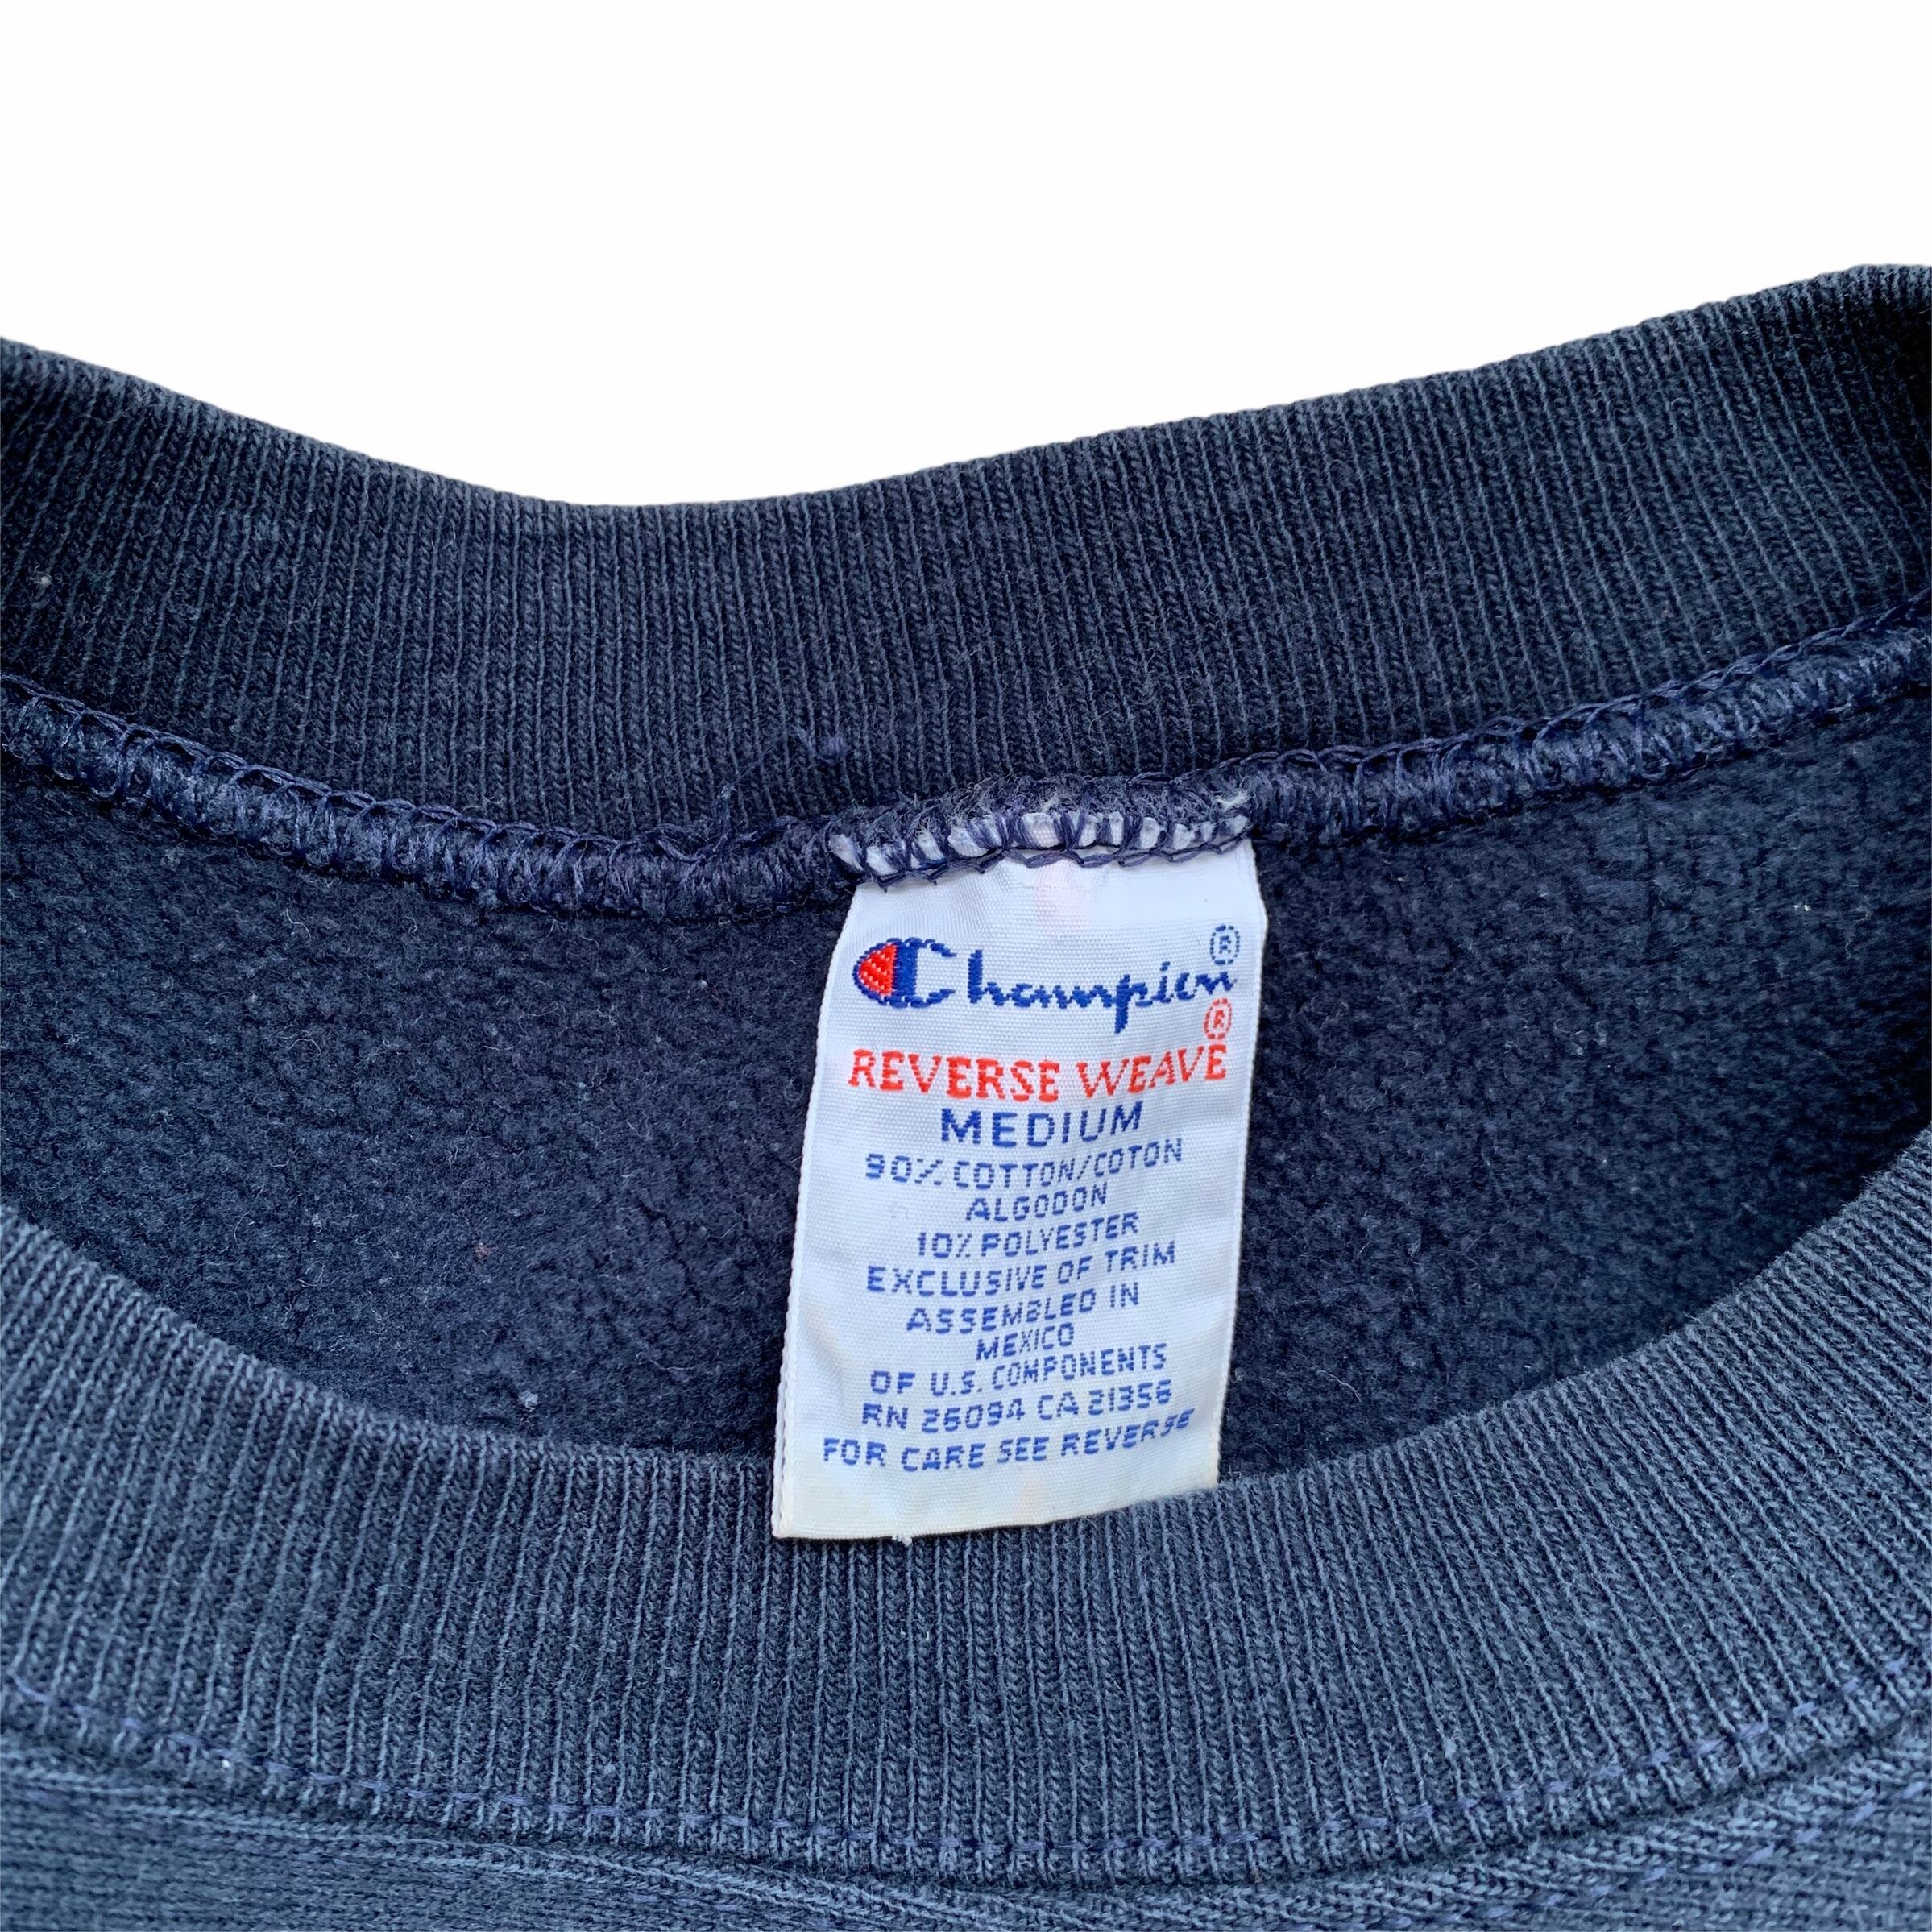 Champion®
REVERSE WEAVE®
MEDIUM
90% COTTON/COTON
ALGODON
10% POLYESTER
EXCLUSIVE OF TRIM
ASSEMBLED IN
MEXICO
OF U.S. COMPONENTS
RN 26094 CA 21356
FOR CARE SEE REVERSE